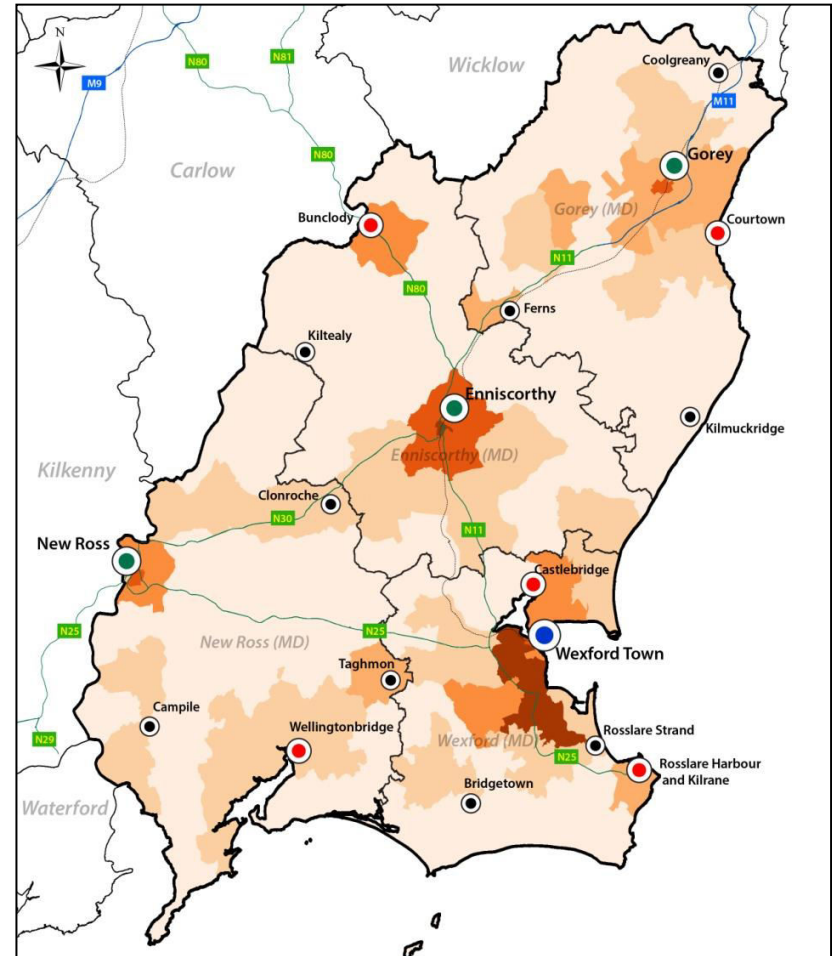 N
N80
N81
M9
Wicklow
Coolgreany
M11
N80
Carlow
Gorey
Bunclody
Gorey (MD)
Courtown
N11
N80
Ferns
Kiltealy
Enniscorthy
Kilmuckridge
Enniscorthy (MD)
Kilkenny
Clonroche
N30
N11
New Ross
Castlebridge
N25
New Ross (MD)
N25
Wexford Town
Taghmon
Campile
Wellingtonbridge
Wexford (MD)
Rosslare Strand
N29
N25
Rosslare Harbour
and Kilrane
Waterford
Bridgetown